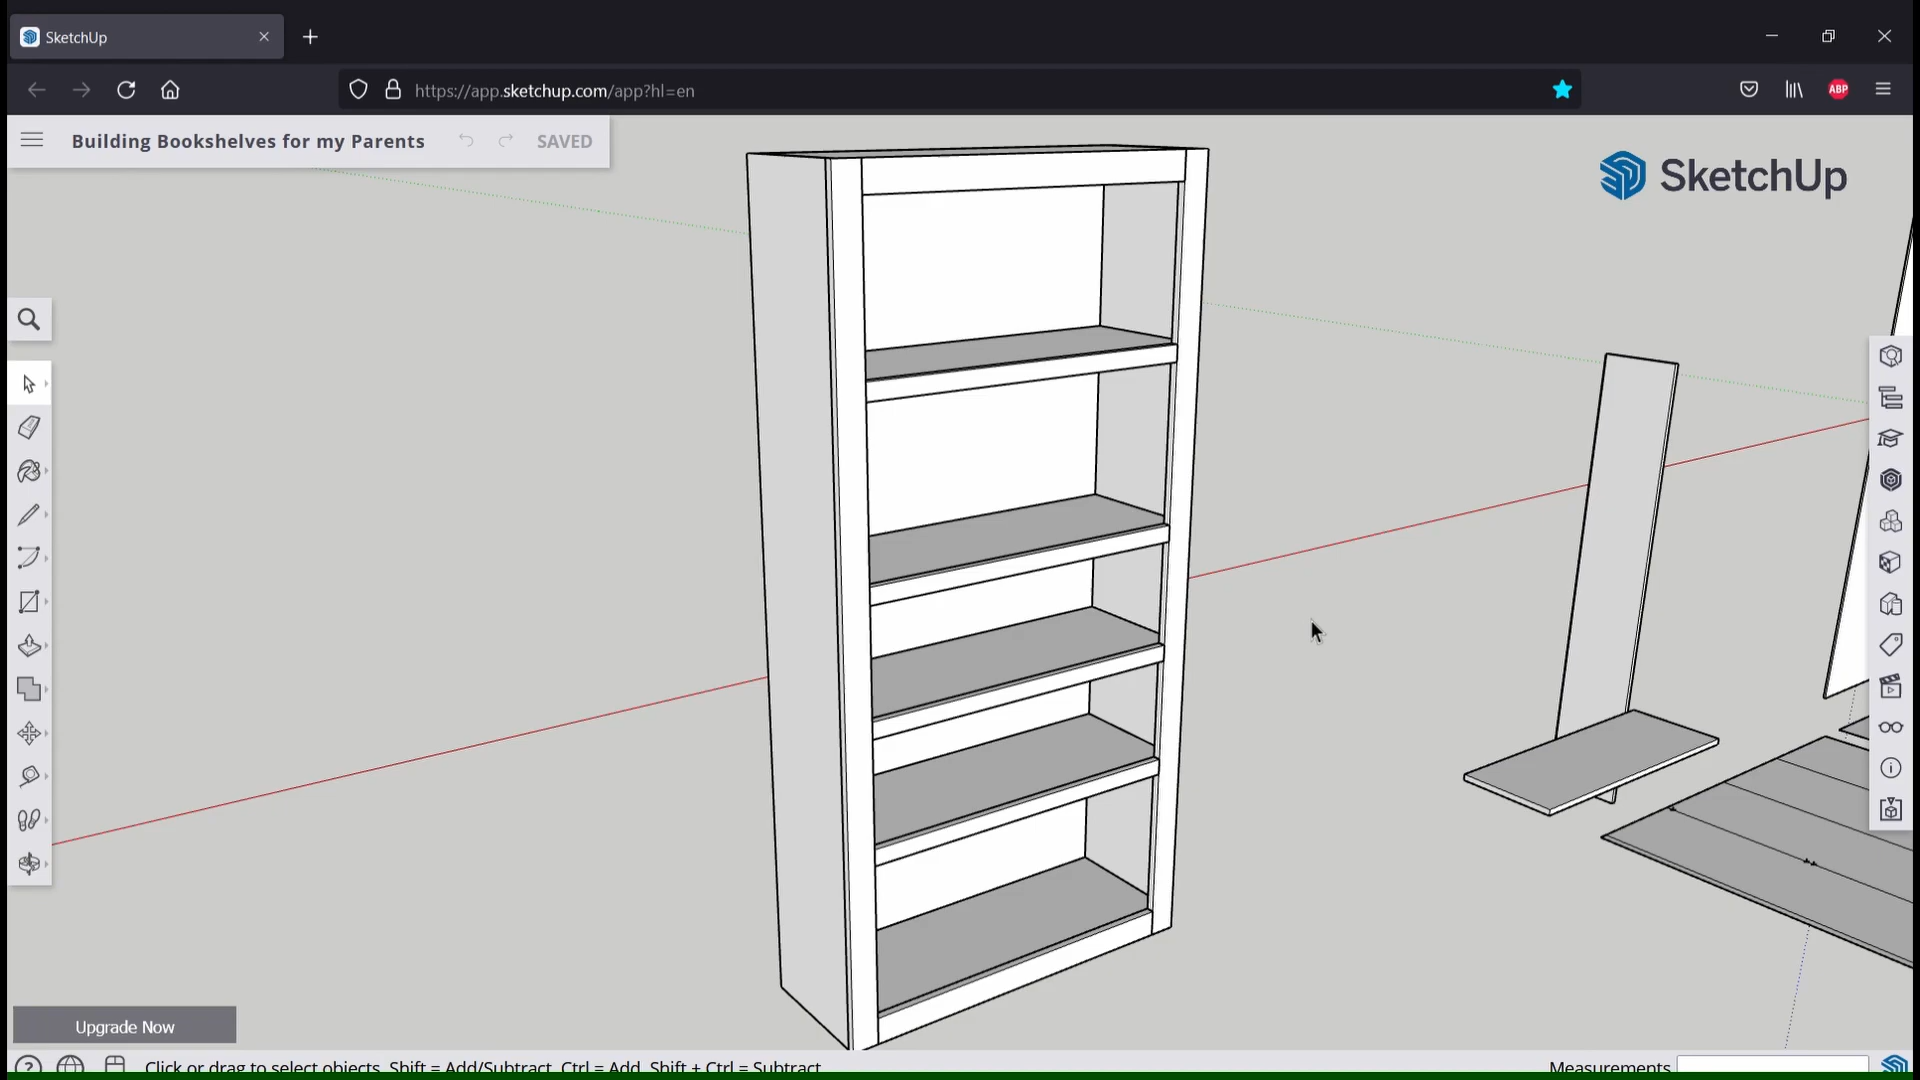 SketchUp
https://app.sketchup.com/app?hl=en
ABP
Building Bookshelves for my Parents
SAVED
SketchUp
Upgrade Now
Click or drag to select objects. Shift = Add/Subtract. Ctrl = Add. Shift + Ctrl = Subtract.
Measurements